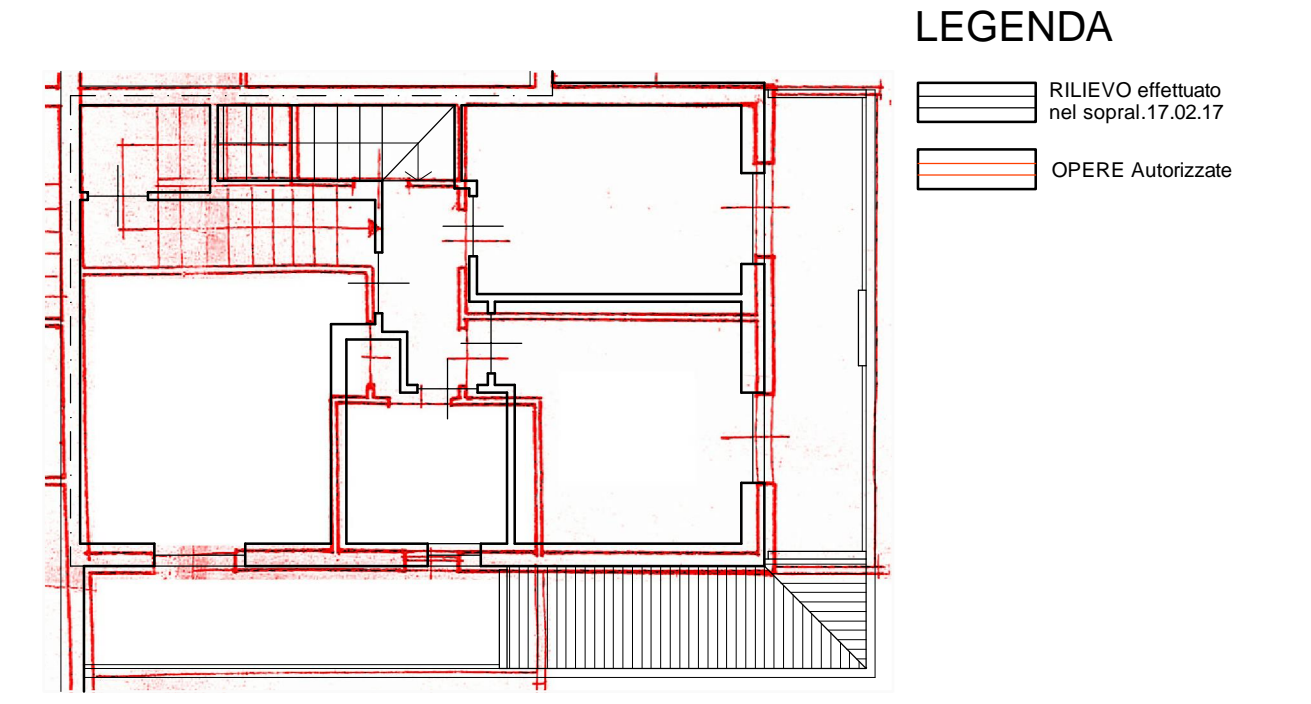 LEGENDA
RILIEVO effettuato
nel sopral.17.02.17
OPERE Autorizzate